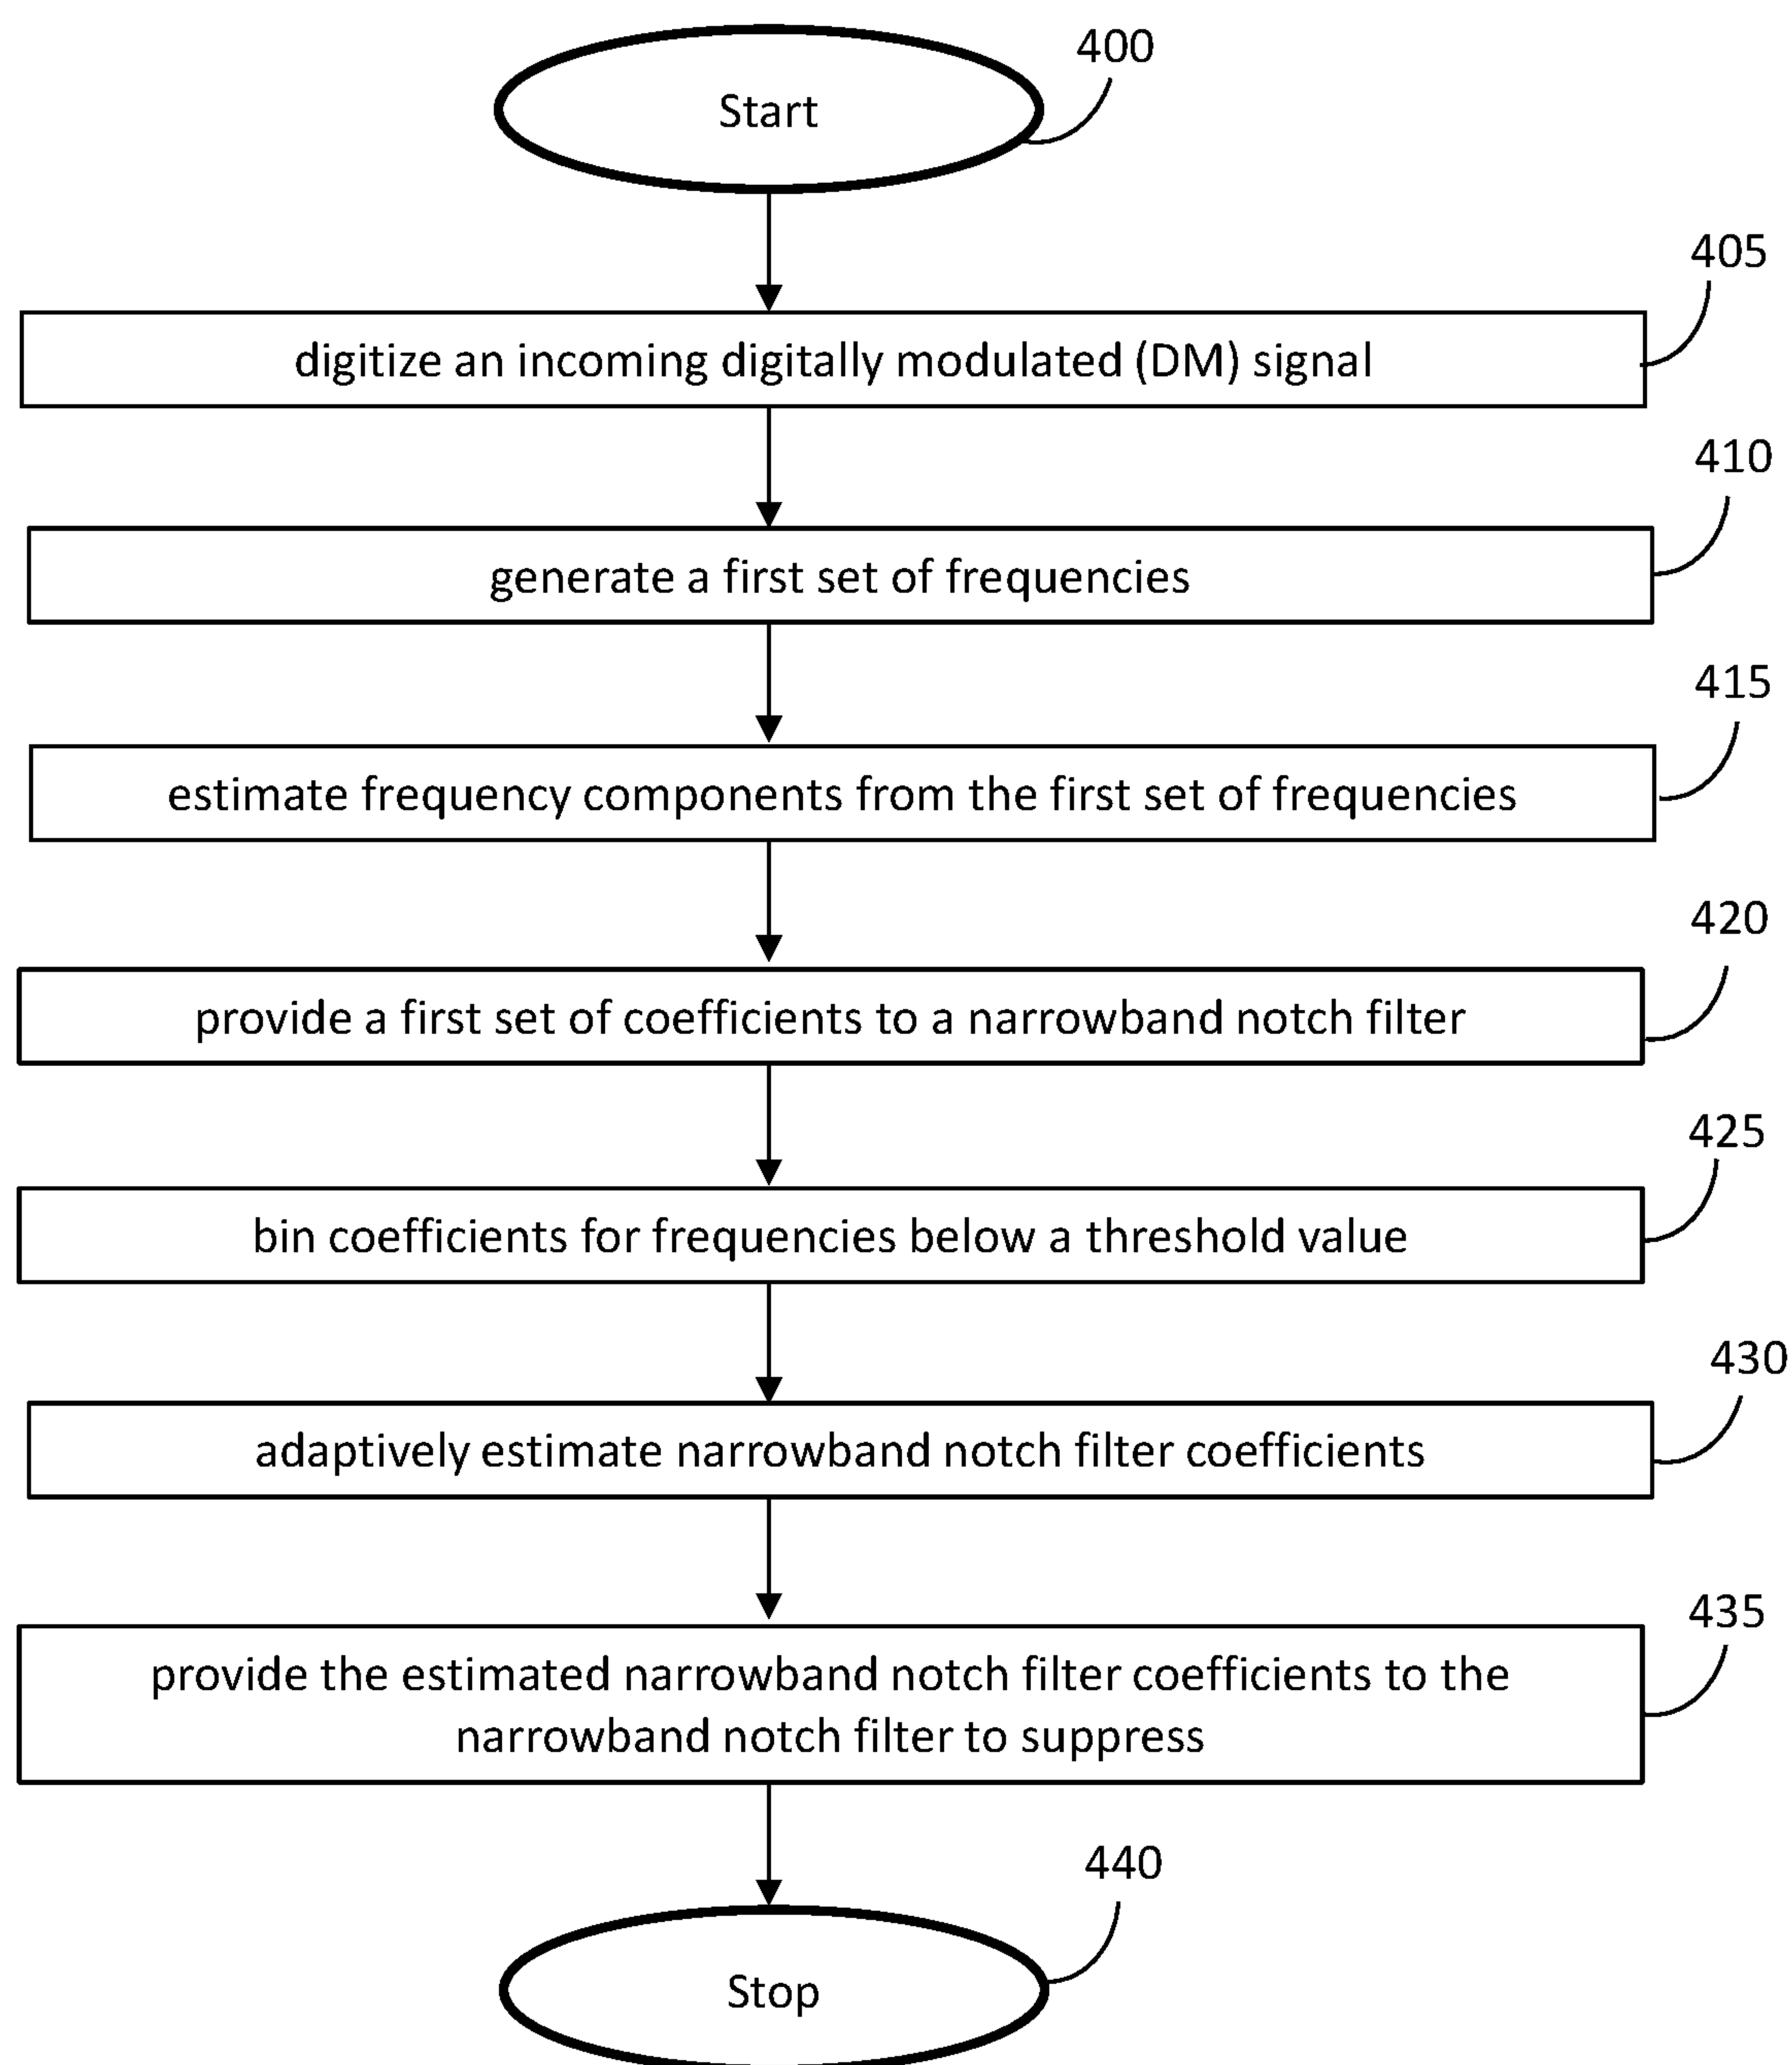 400
Start
405
digitize an incoming digitally modulated (DM) signal
410
generate a first set of frequencies
415
estimate frequency components from the first set of frequencies
420
provide a first set of coefficients to a narrowband notch filter
425
bin coefficients for frequencies below a threshold value
430
adaptively estimate narrowband notch filter coefficients
435
provide the estimated narrowband notch filter coefficients to the
narrowband notch filter to suppress
440
Stop